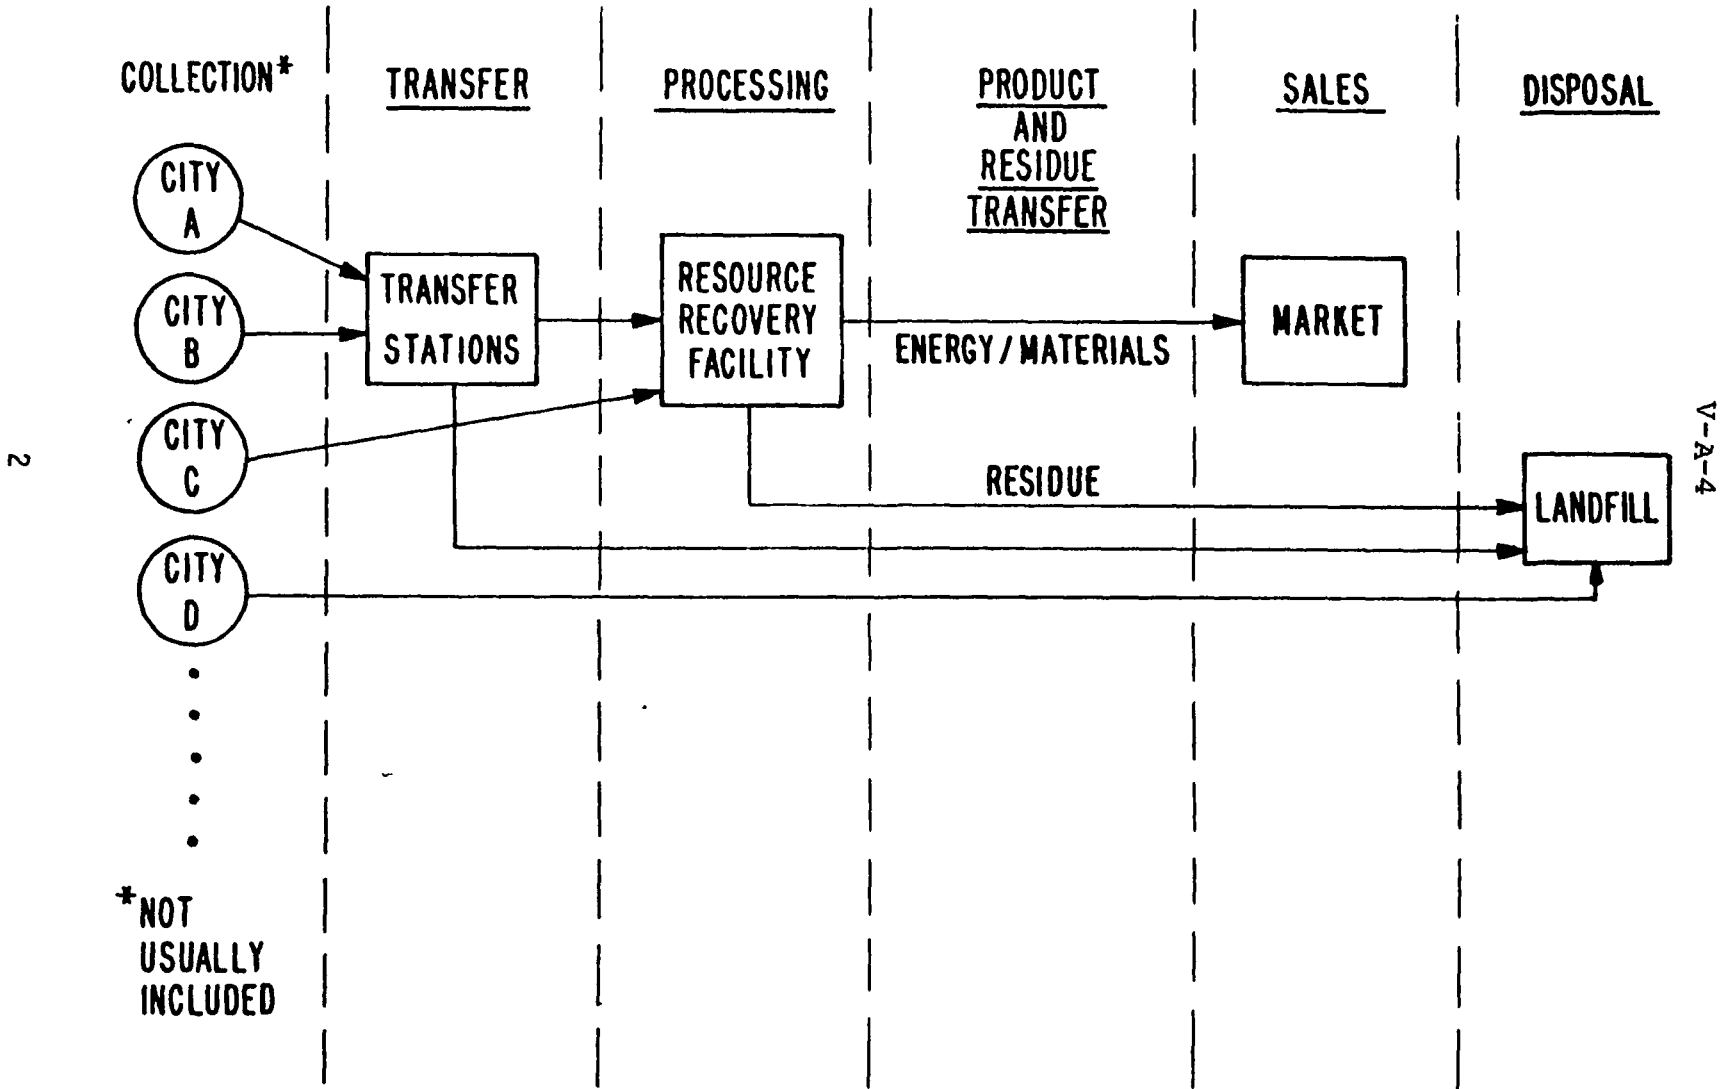 COLLECTION*
TRANSFER
PROCESSING
PRODUCT
AND
RESIDUE
TRANSFER
SALES
DISPOSAL
CITY
A
CITY
B
CITY
C
CITY
D
TRANSFER
STATIONS
RESOURCE
RECOVERY
FACILITY
ENERGY/MATERIALS
MARKET
RESIDUE
LANDFILL
*NOT
USUALLY
INCLUDED
2
V-A-4